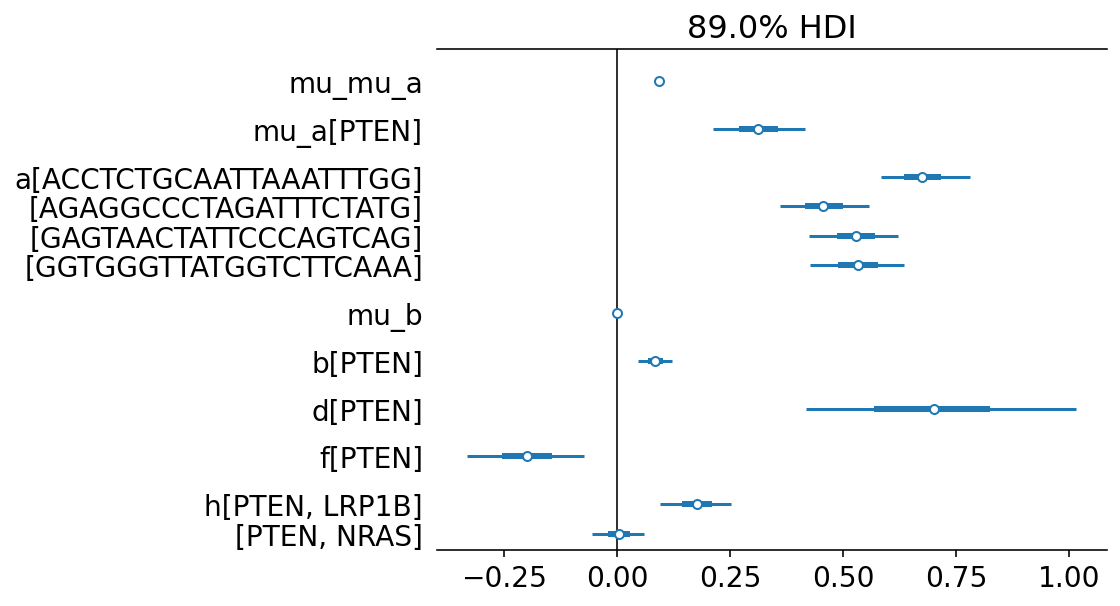 89.0% HDI
mu_mu_a
mu_a[PTEN]
a[ACCTCTGCAATTAAATTTGG]
[AGAGGCCCTAGATTTCTATG]
[GAGTAACTATTCCCAGTCAG]
[GGTGGGTTATGGTCTTCAAA]
mu_b
b[PTEN]
d[PTEN]
f[PTEN]
h[PTEN, LRP1B]
[PTEN, NRAS]
−0.25 0.00 0.25 0.50 0.75 1.00